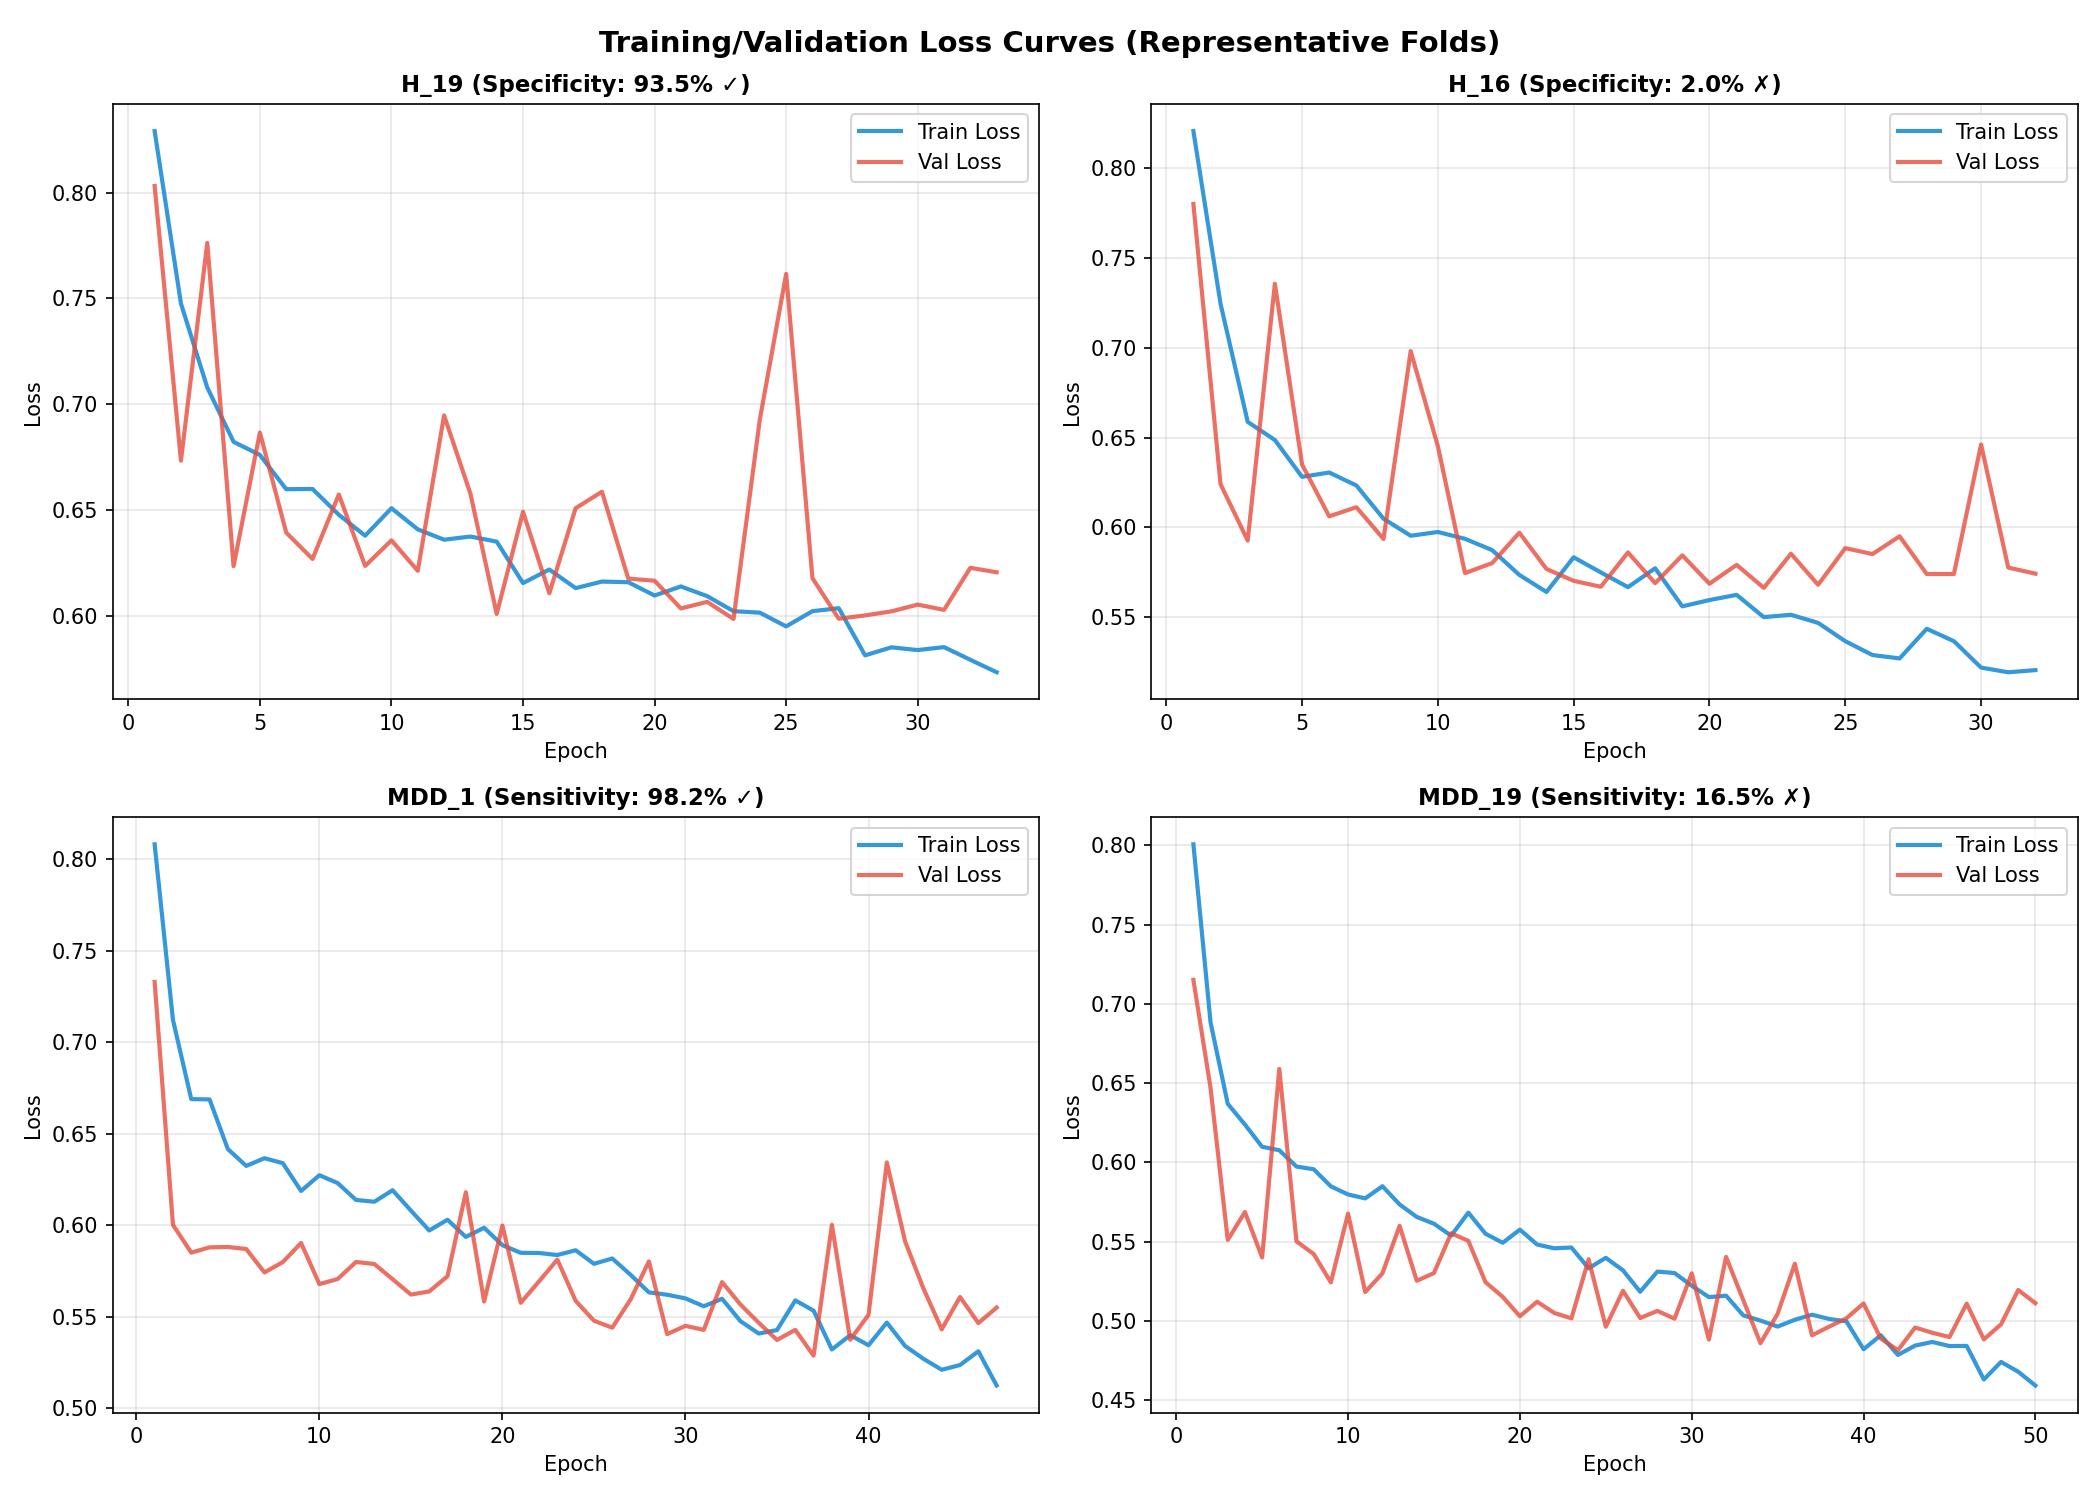 Training/Validation Loss Curves (Representative Folds)
H_19 (Specificity: 93.5% ✓)
Train Loss
Val Loss
0.80
0.75
0.70
0.65
0.60
Loss
0 5 10 15 20 25 30
Epoch
H_16 (Specificity: 2.0% ✗)
Train Loss
Val Loss
0.80
0.75
0.70
0.65
0.60
0.55
Loss
0 5 10 15 20 25 30
Epoch
MDD_1 (Sensitivity: 98.2% ✓)
Train Loss
Val Loss
0.80
0.75
0.70
0.65
0.60
0.55
0.50
Loss
0 10 20 30 40
Epoch
MDD_19 (Sensitivity: 16.5% ✗)
Train Loss
Val Loss
0.80
0.75
0.70
0.65
0.60
0.55
0.50
0.45
Loss
0 10 20 30 40 50
Epoch